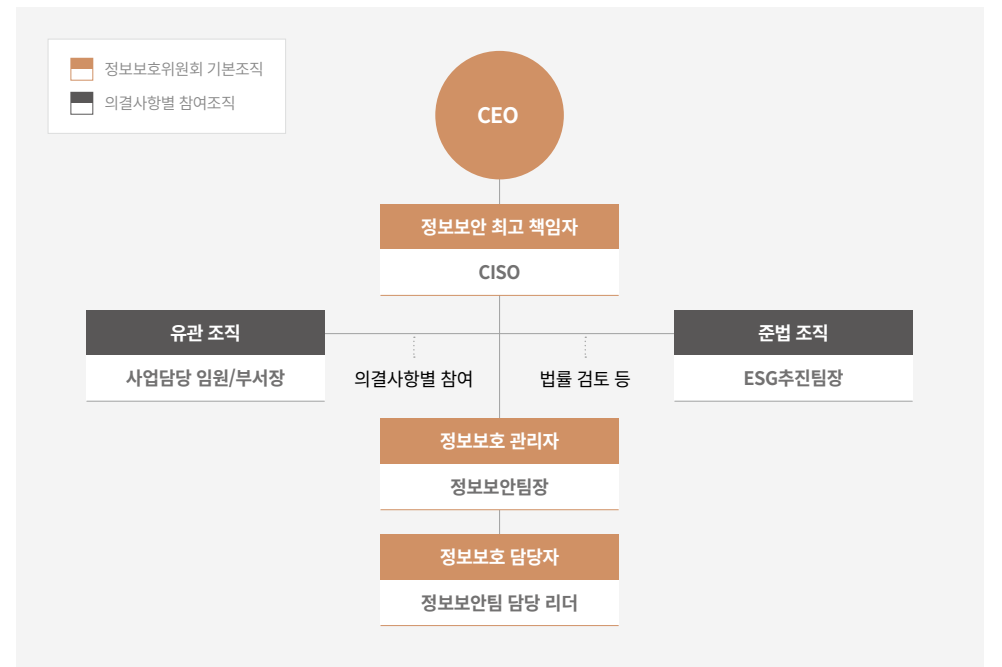 정보보호위원회 기본조직
의결사항별 참여조직
CEO
정보보안 최고 책임자
CISO
유관 조직
사업담당 임원/부서장
의결사항별 참여
법률 검토 등
준법 조직
ESG추진팀장
정보보호 관리자
정보보안팀장
정보보호 담당자
정보보안팀 담당 리더